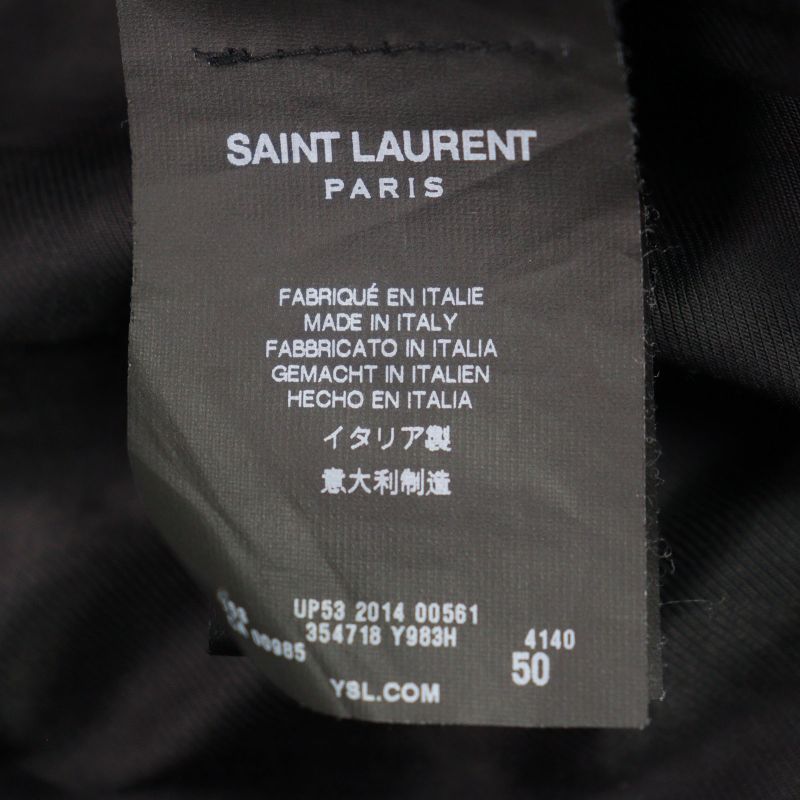 SAINT LAURENT
PARIS
FABRIQUÉ EN ITALIE
MADE IN ITALY
FABBRICATO IN ITALIA
GEMACHT IN ITALIEN
HECHO EN ITALIA
イタリア製
意大利制造
UP53 2014 00561
354718 Y983H 4140
00985
50
YSL.COM